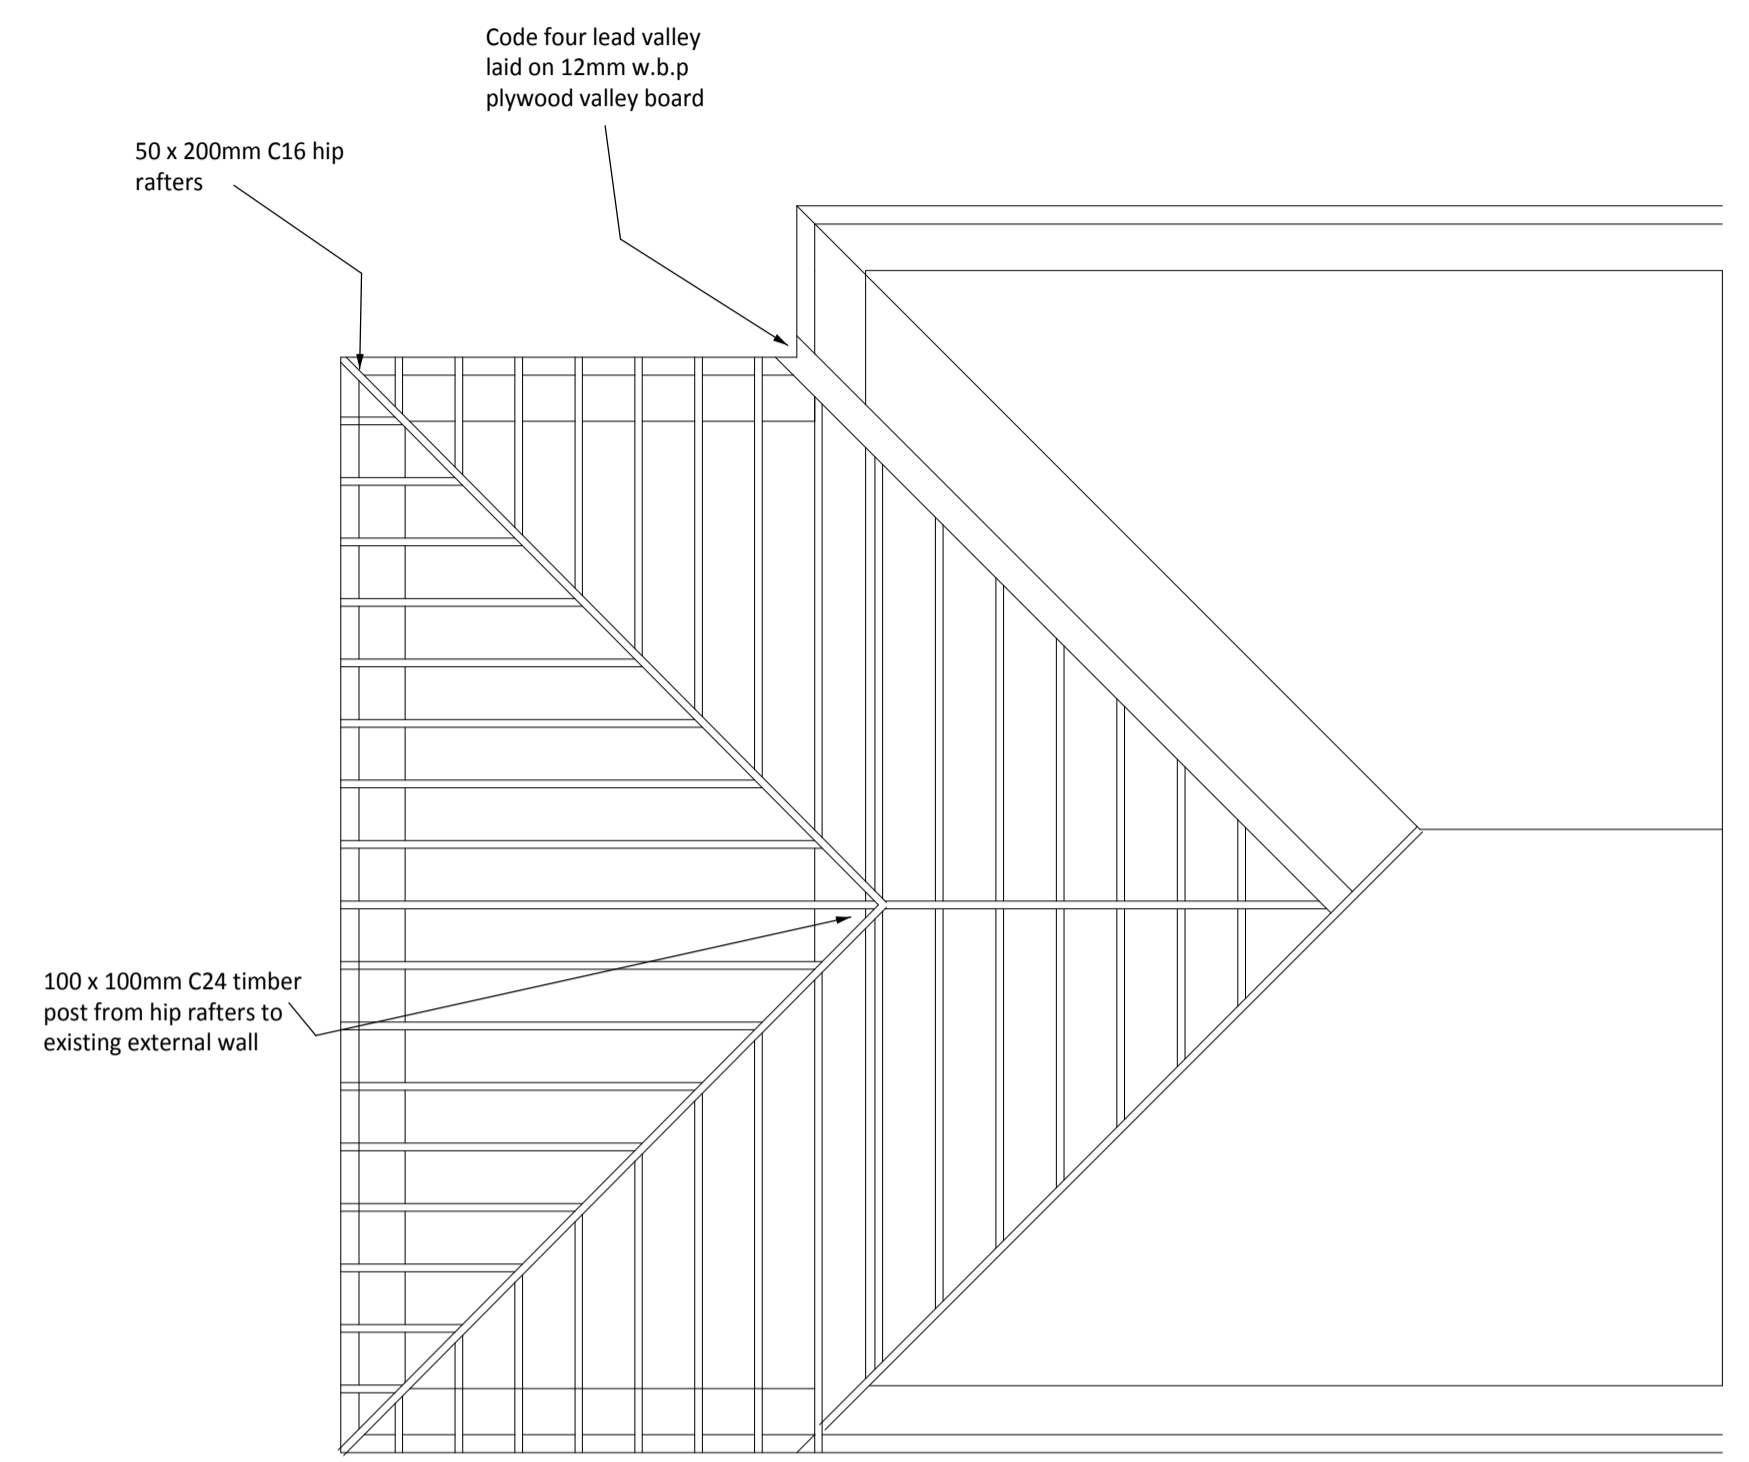 Code four lead valley
laid on 12mm w.b.p
plywood valley board
50 x 200mm C16 hip
rafters
100 x 100mm C24 timber
post from hip rafters to
existing external wall